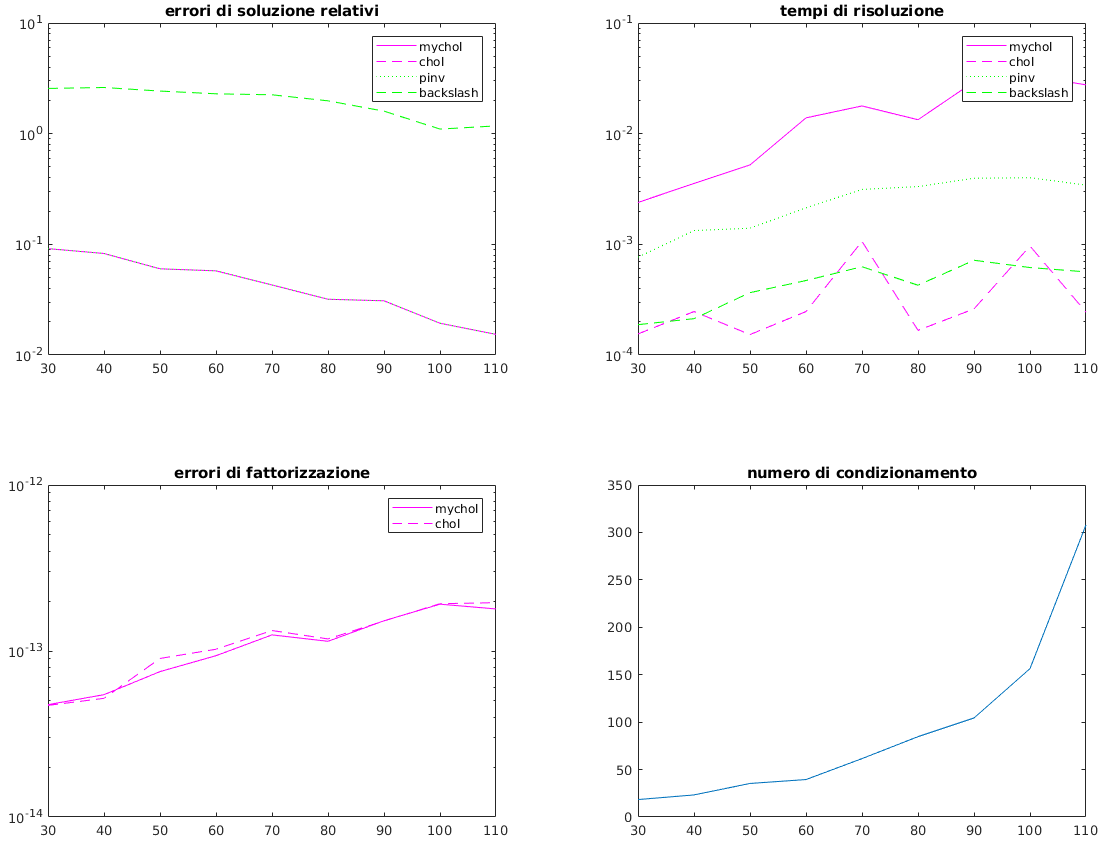 errori di soluzione relativi
10^1
10^0
10^-1
10^-2
mychol
chol
pinv
backslash
30 40 50 60 70 80 90 100 110
tempi di risoluzione
10^-1
10^-2
10^-3
10^-4
mychol
chol
pinv
backslash
30 40 50 60 70 80 90 100 110
errori di fattorizzazione
10^-12
10^-13
10^-14
mychol
chol
30 40 50 60 70 80 90 100 110
numero di condizionamento
350
300
250
200
150
100
50
0
30 40 50 60 70 80 90 100 110